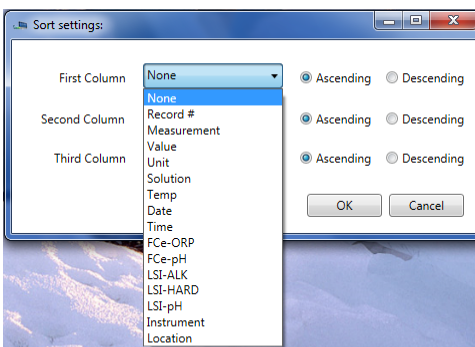 Sort settings:
First Column None Ascending Descending
None
Record #
Measurement
Second Column Ascending Descending
Value
Unit
Third Column Ascending Descending
Solution
Temp
Date
OK Cancel
Time
FCe-ORP
FCe-pH
LSI-ALK
LSI-HARD
LSI-pH
Instrument
Location